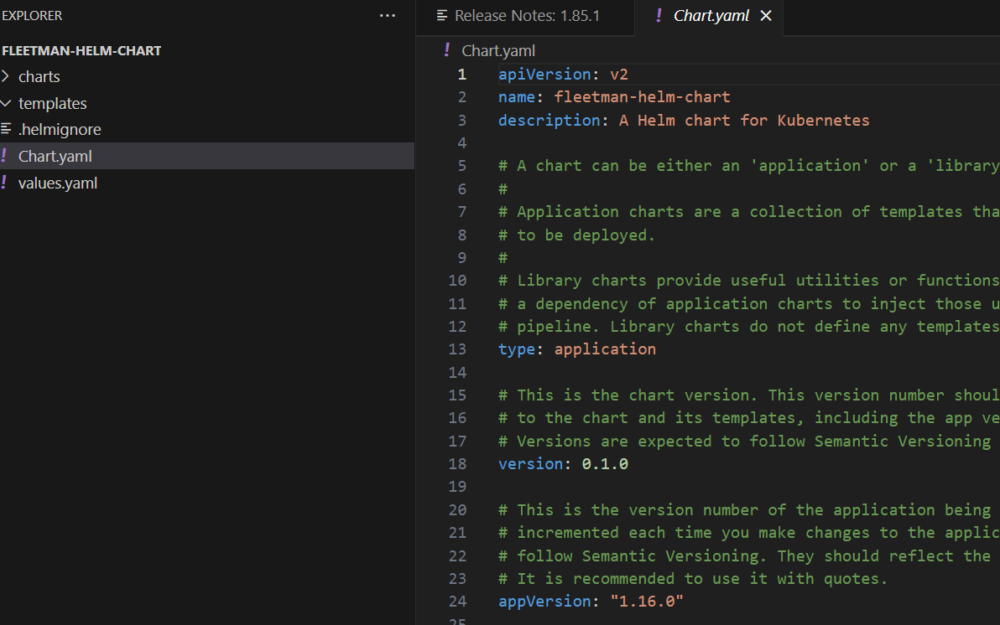 EXPLORER
FLEETMAN-HELM-CHART
charts
templates
.helmignore
! Chart.yaml
! values.yaml
Release Notes: 1.85.1
! Chart.yaml
! Chart.yaml
1 apiVersion: v2
2 name: fleetman-helm-chart
3 description: A Helm chart for Kubernetes
4
5 # A chart can be either an 'application' or a 'library
6 #
7 # Application charts are a collection of templates tha
8 # to be deployed.
9 #
10 # Library charts provide useful utilities or functions
11 # a dependency of application charts to inject those u
12 # pipeline. Library charts do not define any templates
13 type: application
14
15 # This is the chart version. This version number shoul
16 # to the chart and its templates, including the app ve
17 # Versions are expected to follow Semantic Versioning
18 version: 0.1.0
19
20 # This is the version number of the application being
21 # incremented each time you make changes to the applic
22 # follow Semantic Versioning. They should reflect the
23 # It is recommended to use it with quotes.
24 appVersion: "1.16.0"
25